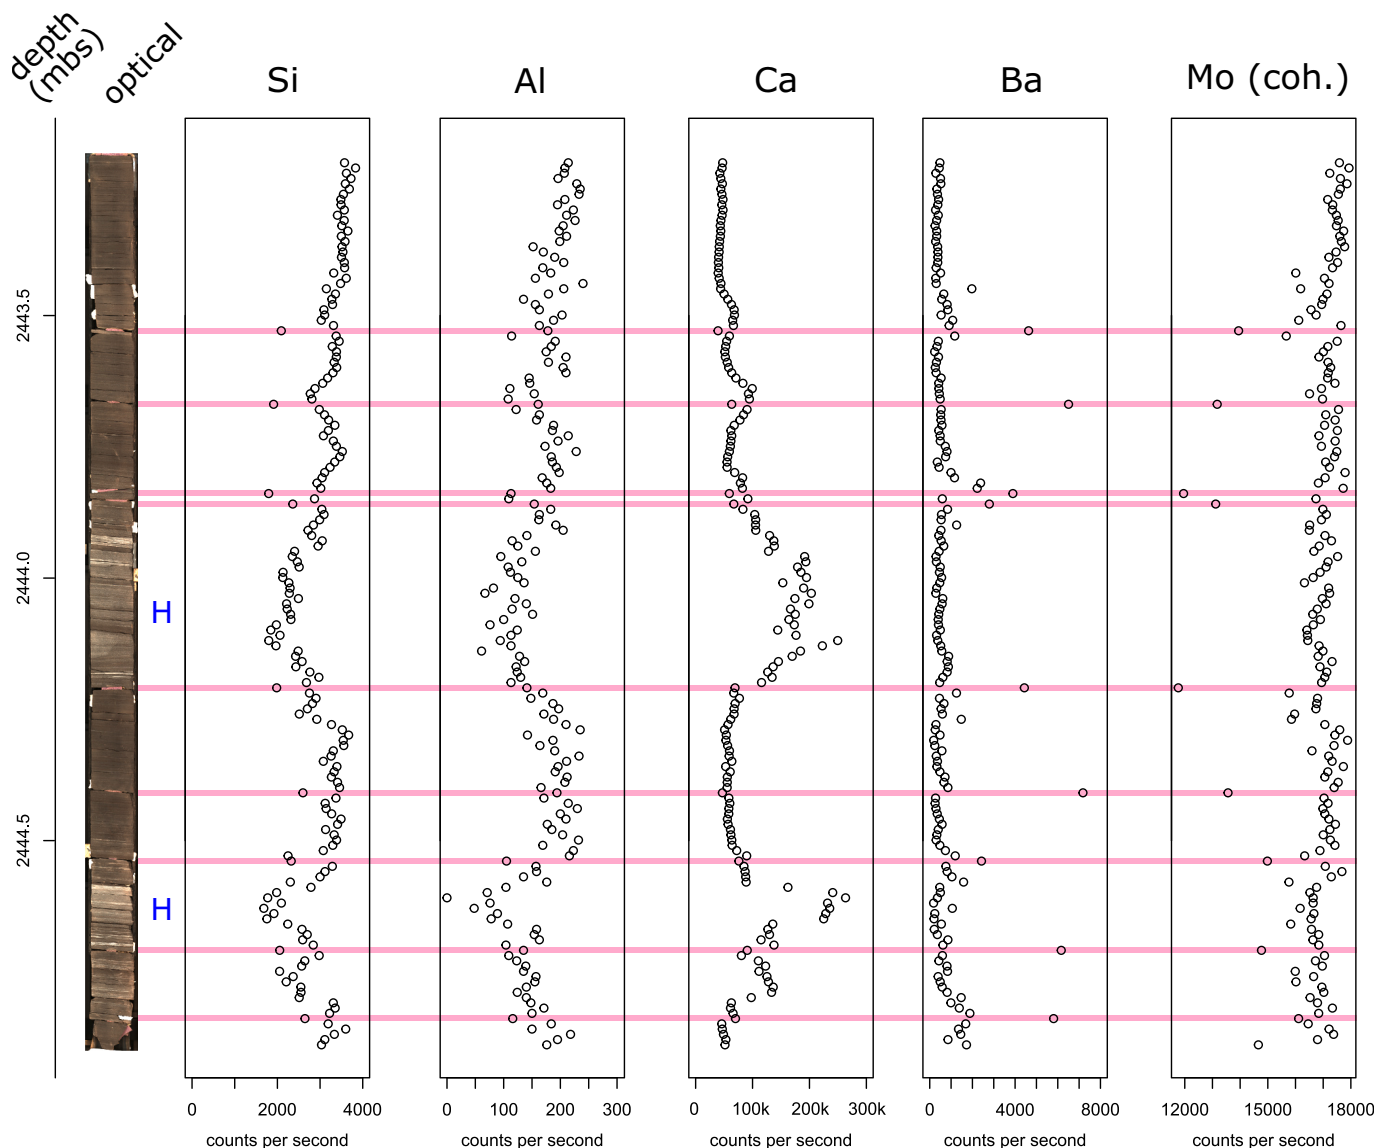 depth
(mbs)
optical
Si
Al
Ca
Ba
Mo (coh.)
2443.5
2444.0
2444.5
H
H
0 2000 4000
0 100 200 300
0 100k 200k 300k
0 4000 8000
12000 15000 18000
counts per second
counts per second
counts per second
counts per second
counts per second